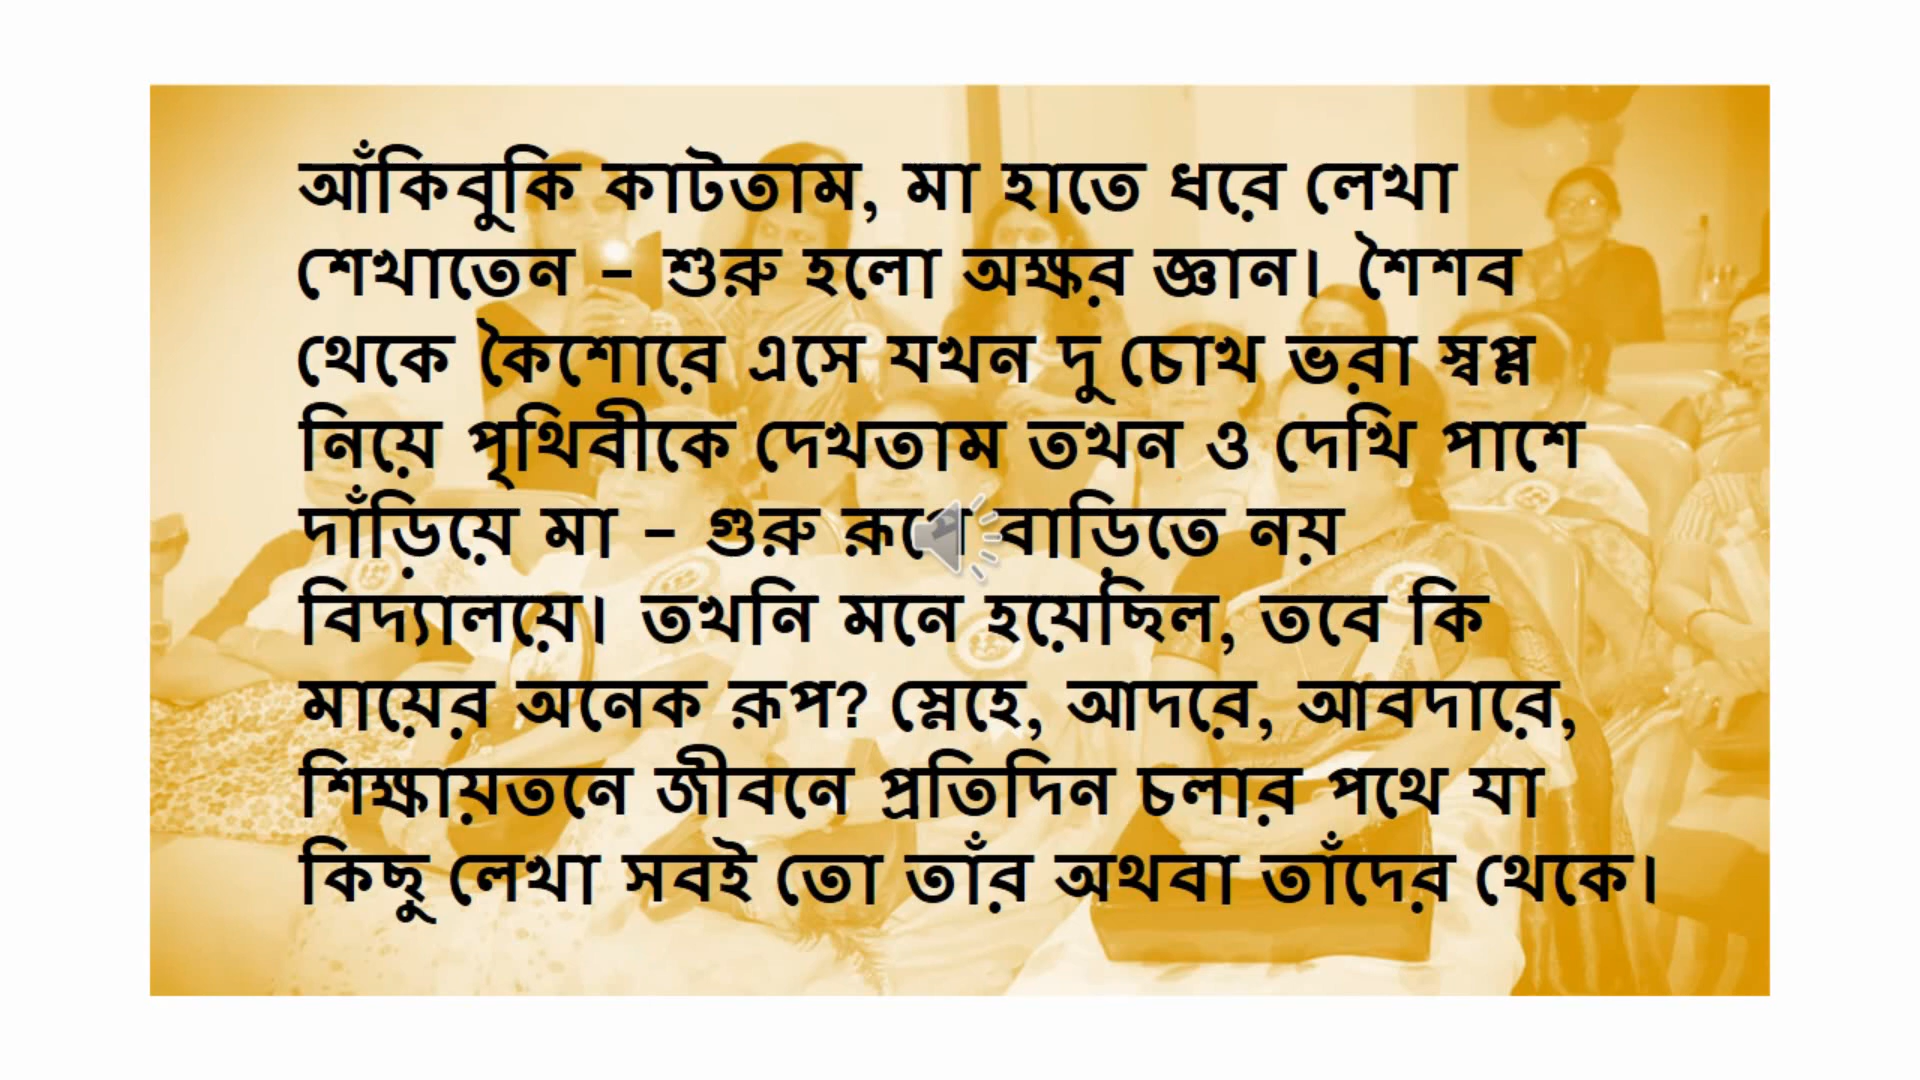 আঁকিবুকি কাটতাম, মা হাতে ধরে লেখা
শেখাতেন – শুরু হলো অক্ষর জ্ঞান। শৈশব
থেকে কৈশোরে এসে যখন দু চোখ ভরা স্বপ্ন
নিয়ে পৃথিবীকে দেখতাম তখন ও দেখি পাশে
দাঁড়িয়ে মা – গুরু বাড়িতে নয়
বিদ্যালয়ে। তখনি মনে হয়েছিল, তবে কি
মায়ের অনেক রূপ? স্নেহে, আদরে, আবদারে,
শিক্ষায়তনে জীবনে প্রতিদিন চলার পথে যা
কিছু লেখা সবই তো তাঁর অথবা তাঁদের থেকে।